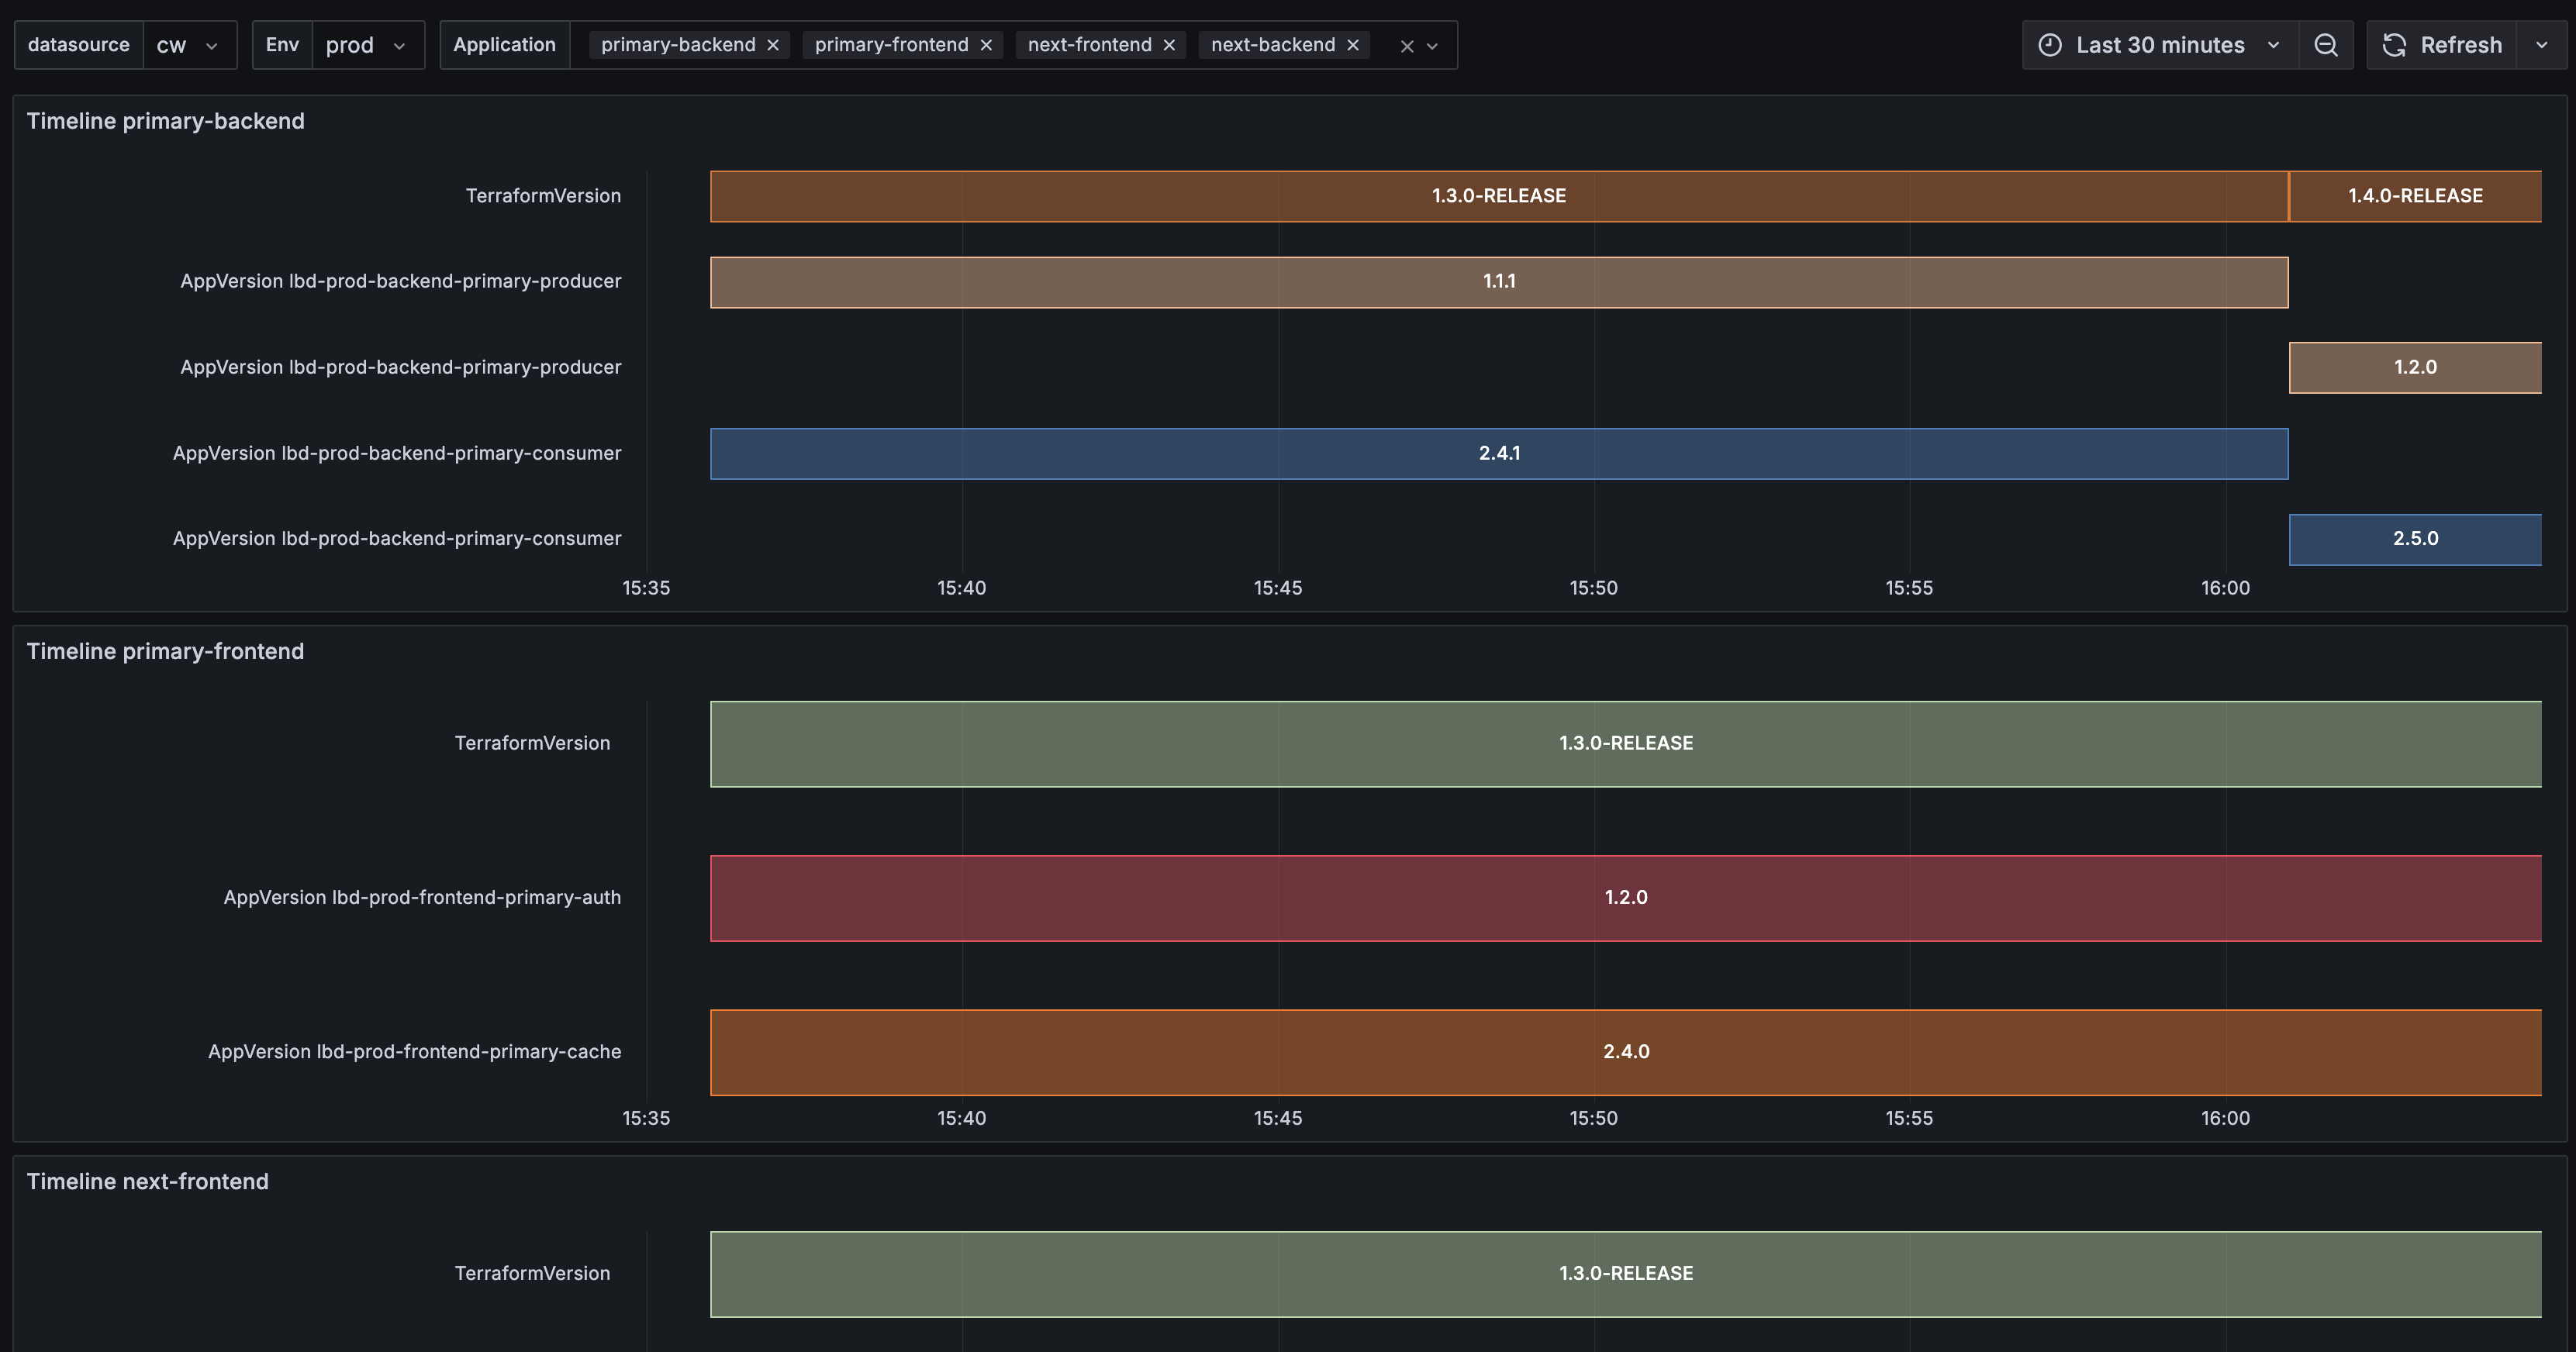 datasource cw Env prod Application primary-backend primary-frontend next-frontend next-backend Last 30 minutes Refresh
Timeline primary-backend
TerraformVersion 1.3.0-RELEASE 1.4.0-RELEASE
AppVersion lbd-prod-backend-primary-producer 1.1.1
AppVersion lbd-prod-backend-primary-producer 1.2.0
AppVersion lbd-prod-backend-primary-consumer 2.4.1
AppVersion lbd-prod-backend-primary-consumer 2.5.0
15:35 15:40 15:45 15:50 15:55 16:00
Timeline primary-frontend
TerraformVersion 1.3.0-RELEASE
AppVersion lbd-prod-frontend-primary-auth 1.2.0
AppVersion lbd-prod-frontend-primary-cache 2.4.0
15:35 15:40 15:45 15:50 15:55 16:00
Timeline next-frontend
TerraformVersion 1.3.0-RELEASE